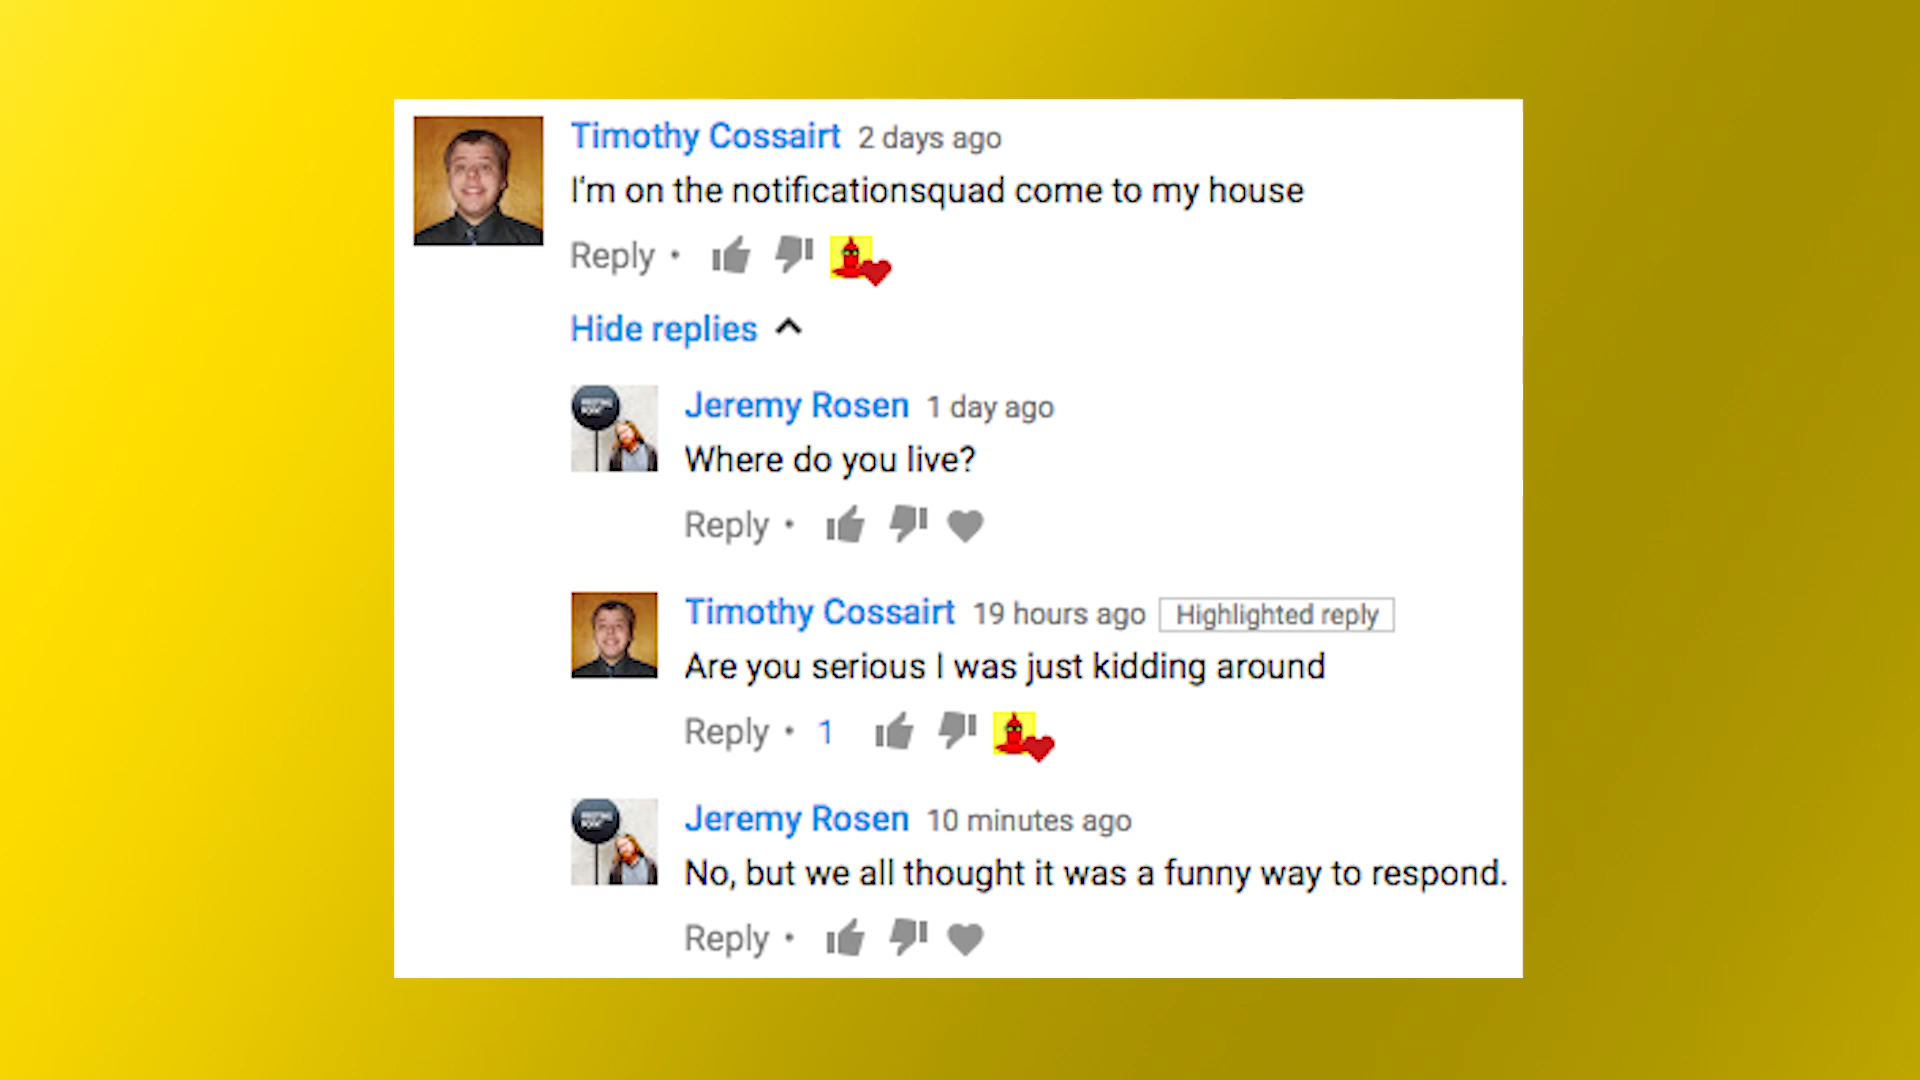 Timothy Cossairt 2 days ago
I'm on the notificationsquad come to my house
Reply •
Hide replies
Jeremy Rosen 1 day ago
Where do you live?
Reply •
Timothy Cossairt 19 hours ago Highlighted reply
Are you serious I was just kidding around
Reply • 1
Jeremy Rosen 10 minutes ago
No, but we all thought it was a funny way to respond.
Reply •